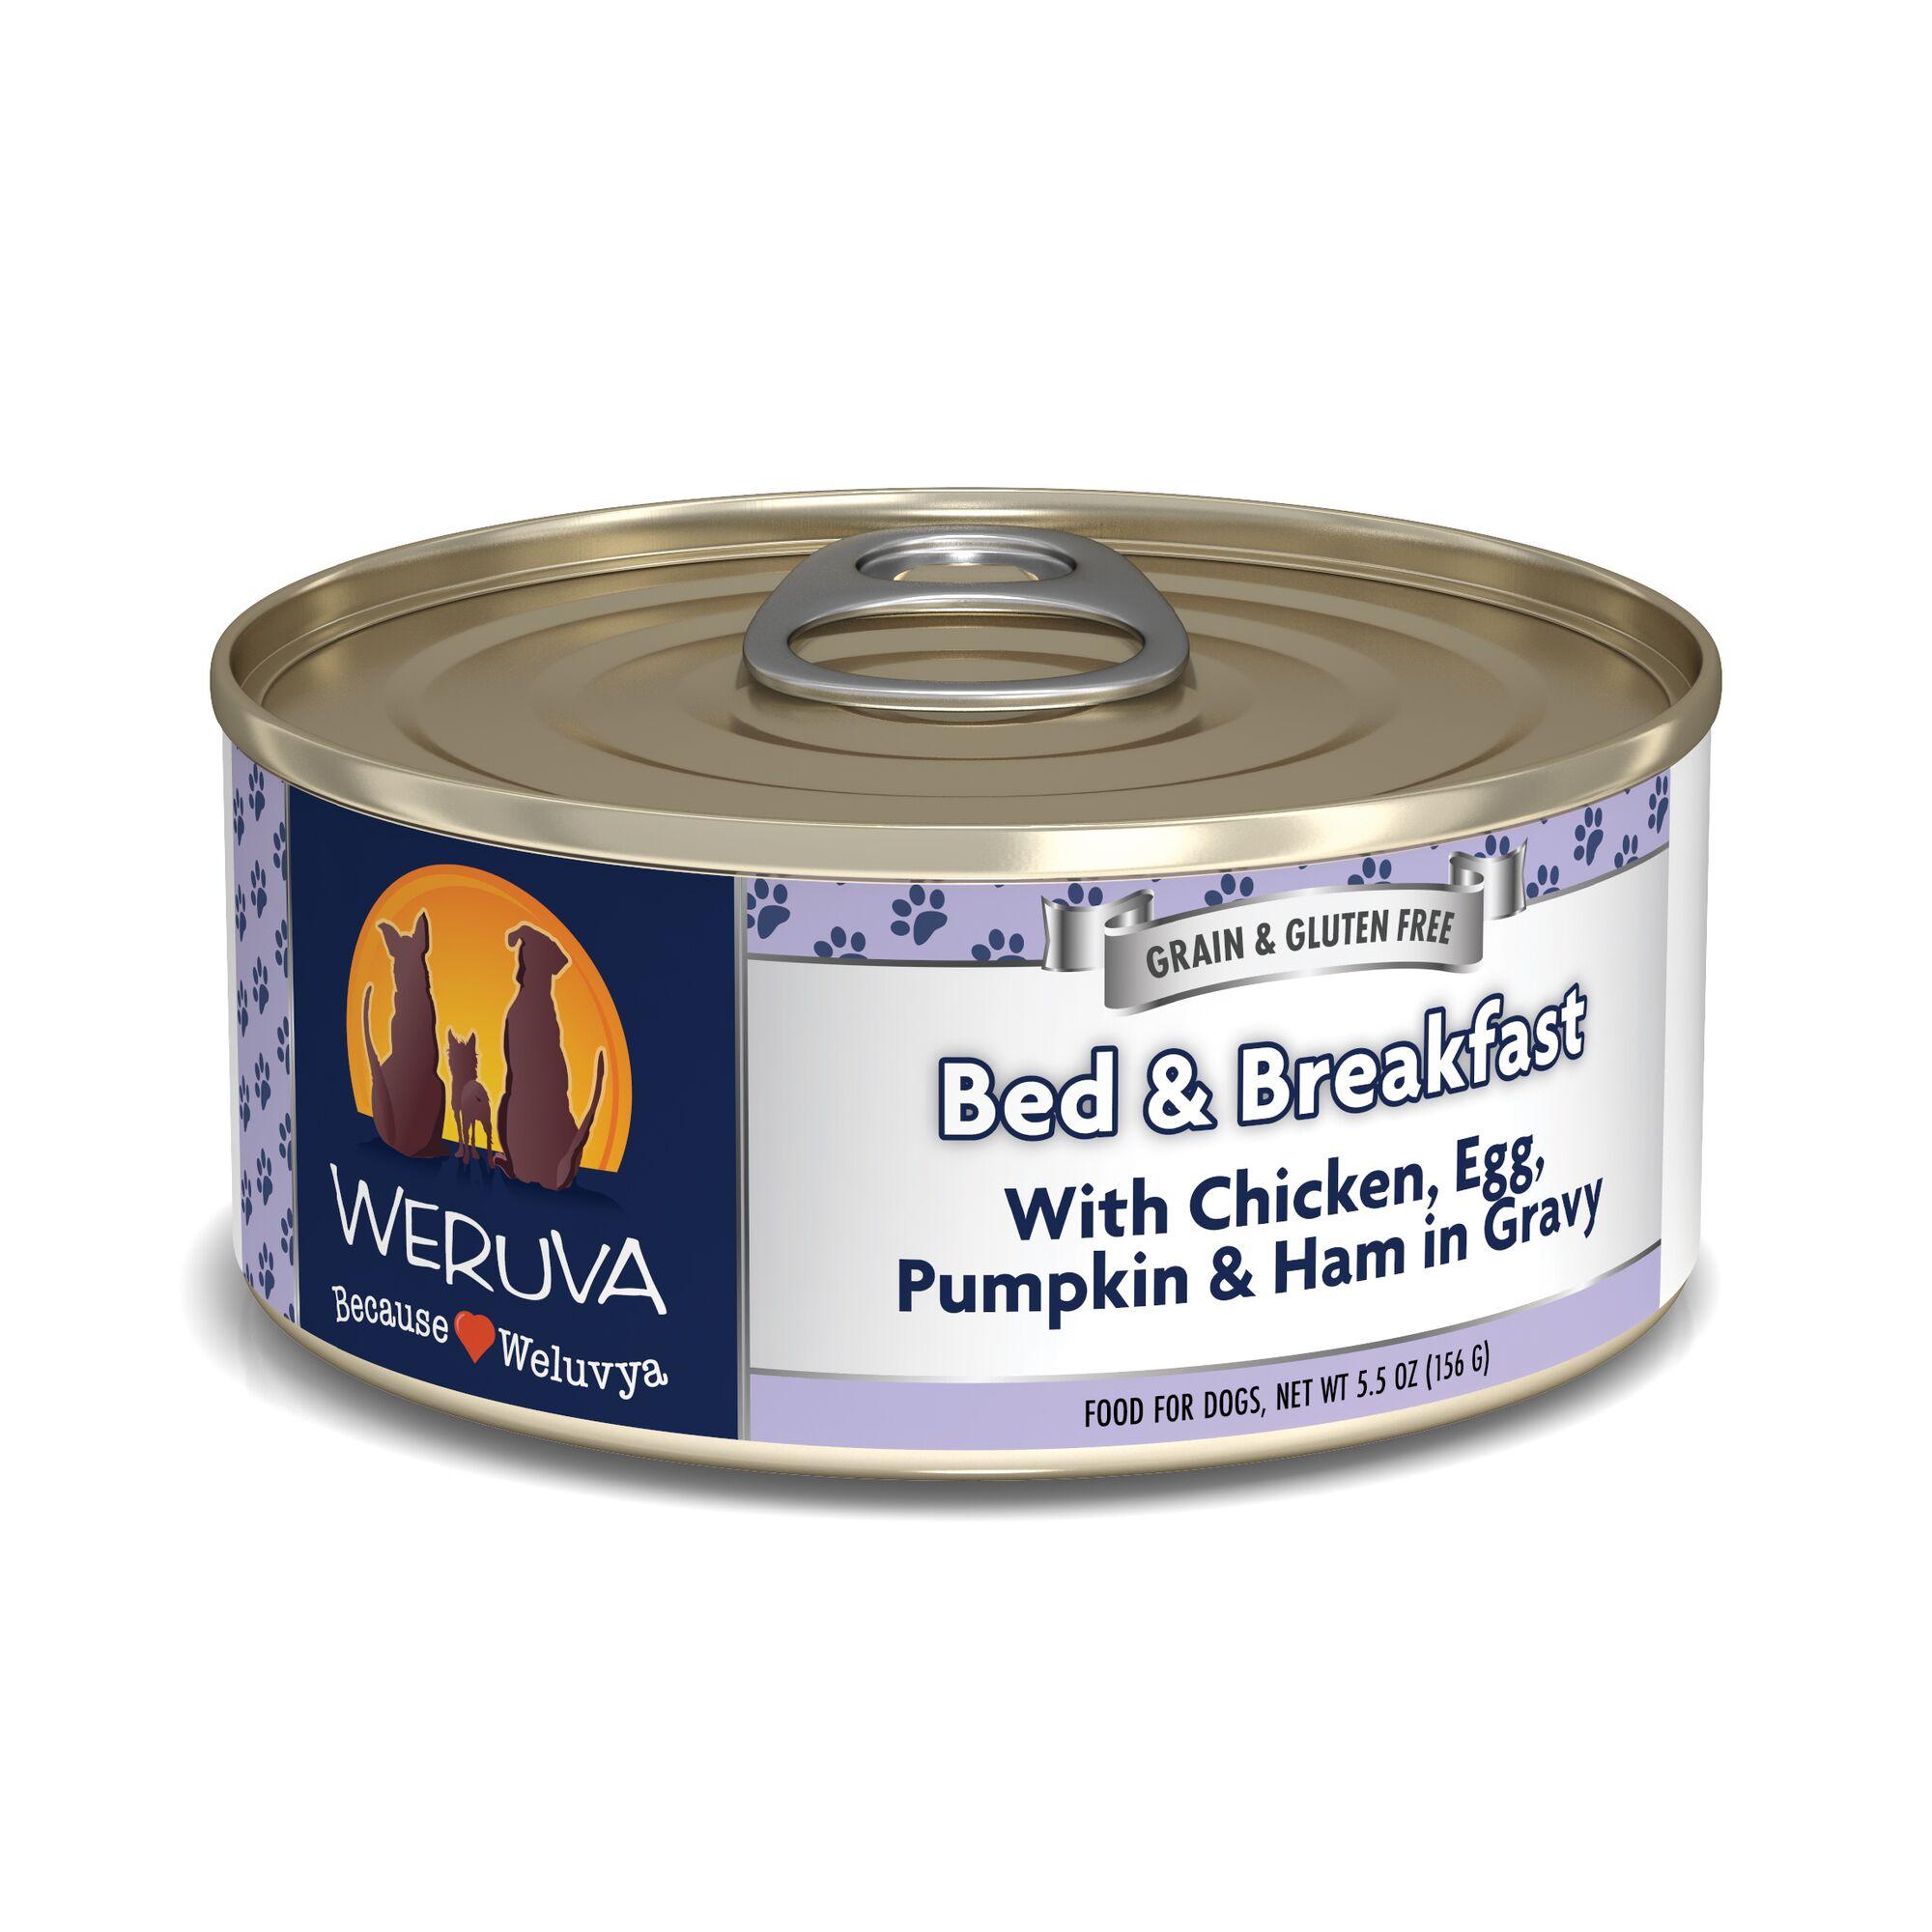 WERUVA
Because Weluvya
GRAIN & GLUTEN FREE
Bed & Breakfast
With Chicken, Egg,
Pumpkin & Ham in Gravy
FOOD FOR DOGS, NET WT 5.5 OZ (156 G)